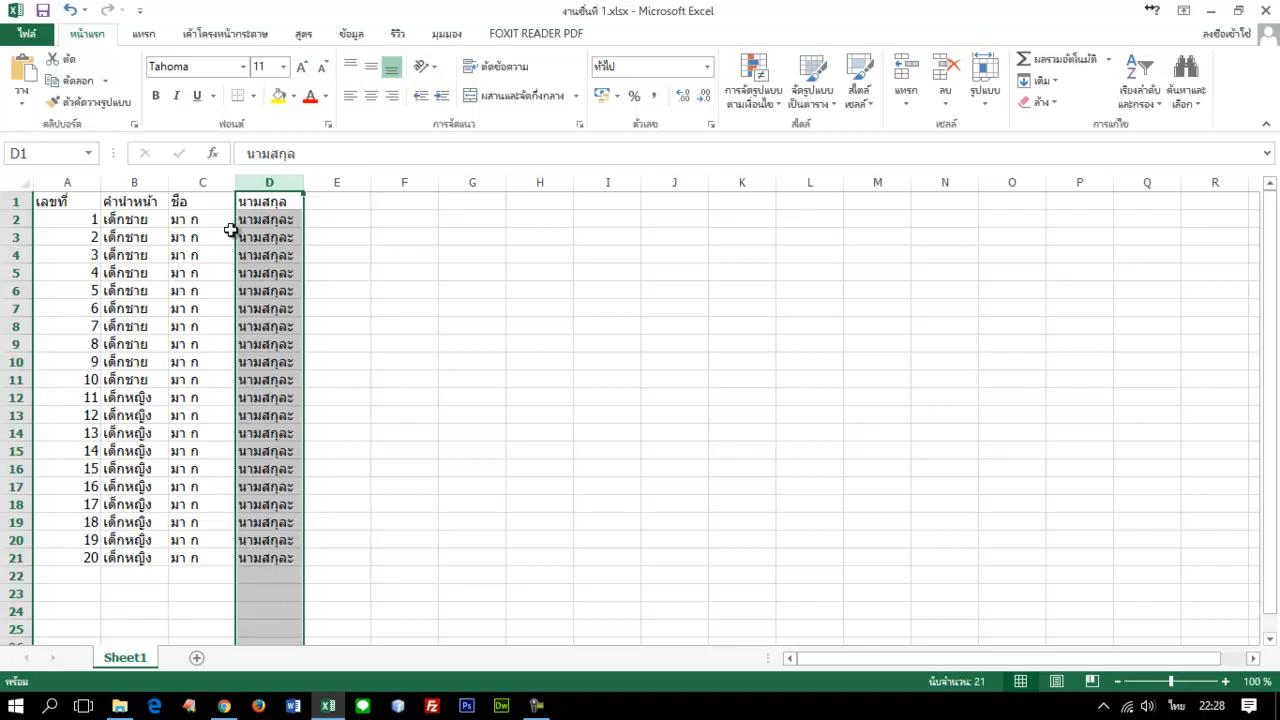 งานชิ้นที่ 1.xlsx - Microsoft Excel
ไฟล์ หน้าแรก แทรก เค้าโครงหน้ากระดาษ สูตร ข้อมูล รีวิว มุมมอง FOXIT READER PDF ลงชื่อเข้าใช้
วาง ตัด คัดลอก ตัวคัดวางรูปแบบ คลิปบอร์ด
Tahoma 11 B I U A ฟอนต์
ตัดข้อความ ผสานและจัดกึ่งกลาง การจัดแนว
ทั่วไป % , ตัวเลข
การจัดรูปแบบตามเงื่อนไข จัดรูปแบบเป็นตาราง สไตล์เซลล์ สไตล์
แทรก ลบ รูปแบบ เซลล์
ผลรวมอัตโนมัติ เติม ล้าง เรียงลำดับและกรอง ค้นหาและเลือก การแก้ไข
D1 fx นามสกุล
A B C D E F G H I J K L M N O P Q R
1 เลขที่ คำนำหน้า ชื่อ นามสกุล
2 1 เด็กชาย มา ก นามสกุละ
3 2 เด็กชาย มา ก นามสกุละ
4 3 เด็กชาย มา ก นามสกุละ
5 4 เด็กชาย มา ก นามสกุละ
6 5 เด็กชาย มา ก นามสกุละ
7 6 เด็กชาย มา ก นามสกุละ
8 7 เด็กชาย มา ก นามสกุละ
9 8 เด็กชาย มา ก นามสกุละ
10 9 เด็กชาย มา ก นามสกุละ
11 10 เด็กชาย มา ก นามสกุละ
12 11 เด็กหญิง มา ก นามสกุละ
13 12 เด็กหญิง มา ก นามสกุละ
14 13 เด็กหญิง มา ก นามสกุละ
15 14 เด็กหญิง มา ก นามสกุละ
16 15 เด็กหญิง มา ก นามสกุละ
17 16 เด็กหญิง มา ก นามสกุละ
18 17 เด็กหญิง มา ก นามสกุละ
19 18 เด็กหญิง มา ก นามสกุละ
20 19 เด็กหญิง มา ก นามสกุละ
21 20 เด็กหญิง มา ก นามสกุละ
22
23
24
25
Sheet1
พร้อม นับจำนวน: 21 100 %
ไทย 22:28